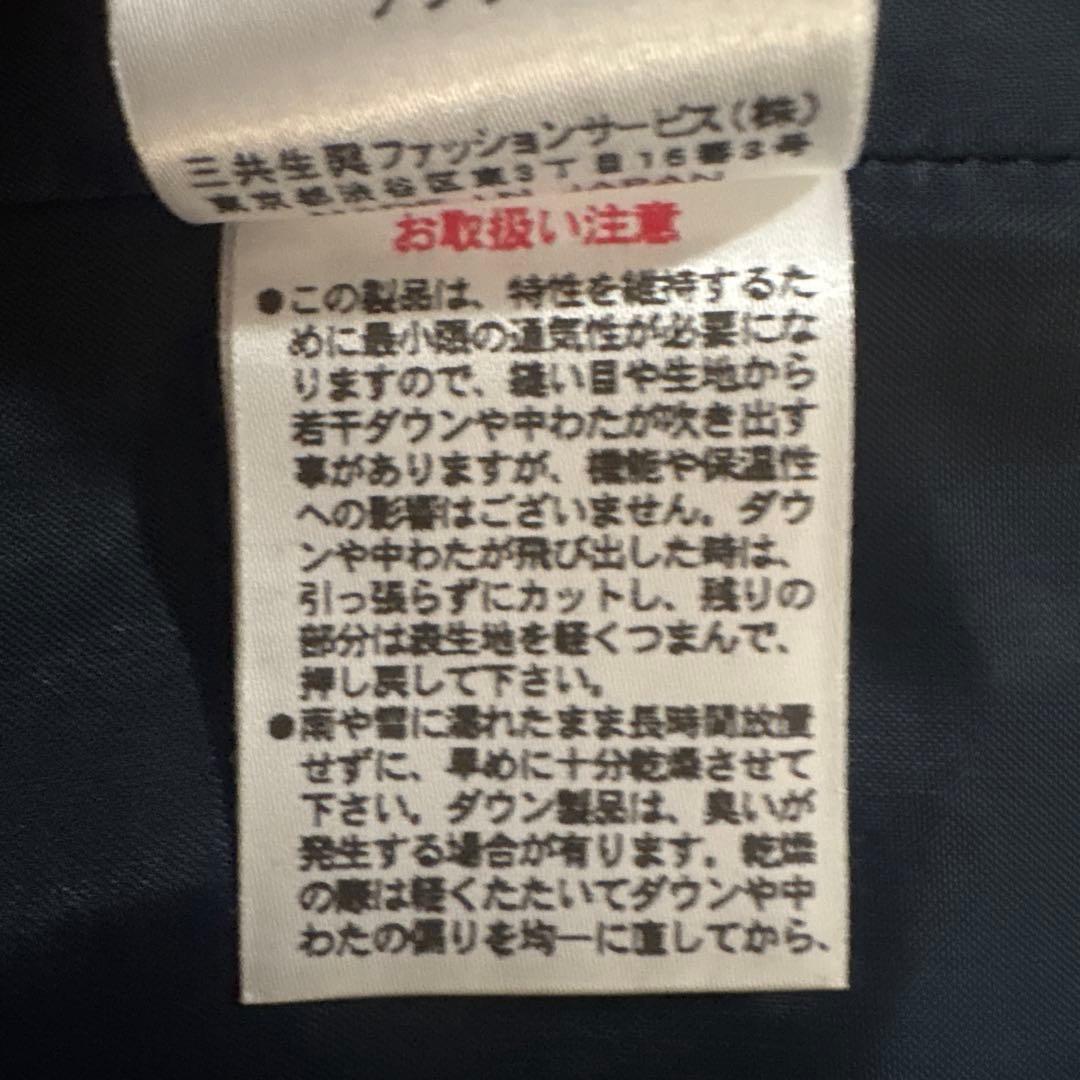 三共生興ファッションサービス(株)
東京都渋谷区東3丁目16番3号
MADE IN JAPAN
お取扱い注意
●この製品は、特性を維持するた
めに最小限の通気性が必要にな
りますので、縫い目や生地から
若干ダウンや中わたが吹き出す
事がありますが、機能や保温性
への影響はございません。ダウ
ンや中わたが飛び出した時は、
引っ張らずにカットし、残りの
部分は表生地を軽くつまんで、
押し戻して下さい。
●雨や雪に濡れたまま長時間放置
せずに、早めに十分乾燥させて
下さい。ダウン製品は、臭いが
発生する場合が有ります。乾燥
の際は軽くたたいてダウンや中
わたの偏りを均一に直してから、